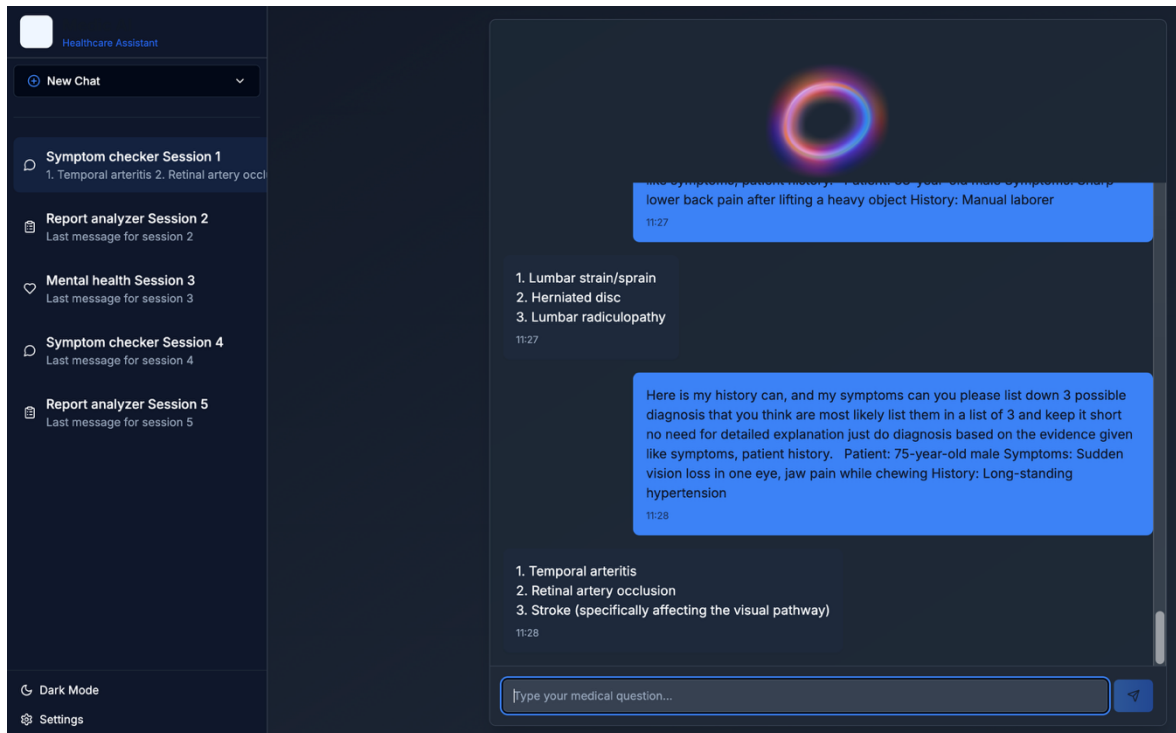 Healthcare Assistant
New Chat
Symptom checker Session 1
1. Temporal arteritis 2. Retinal artery occl
Report analyzer Session 2
Last message for session 2
Mental health Session 3
Last message for session 3
Symptom checker Session 4
Last message for session 4
Report analyzer Session 5
Last message for session 5
Dark Mode
Settings
lower back pain after lifting a heavy object History: Manual laborer
11:27
1. Lumbar strain/sprain
2. Herniated disc
3. Lumbar radiculopathy
11:27
Here is my history can, and my symptoms can you please list down 3 possible
diagnosis that you think are most likely list them in a list of 3 and keep it short
no need for detailed explanation just do diagnosis based on the evidence given
like symptoms, patient history. Patient: 75-year-old male Symptoms: Sudden
vision loss in one eye, jaw pain while chewing History: Long-standing
hypertension
11:28
1. Temporal arteritis
2. Retinal artery occlusion
3. Stroke (specifically affecting the visual pathway)
11:28
Type your medical question...